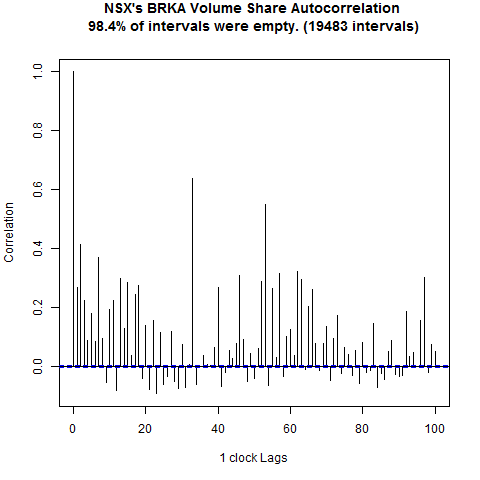 NSX's BRKA Volume Share Autocorrelation
98.4% of intervals were empty. (19483 intervals)
1.0
0.8
0.6
0.4
0.2
0.0
Correlation
0 20 40 60 80 100
1 clock Lags